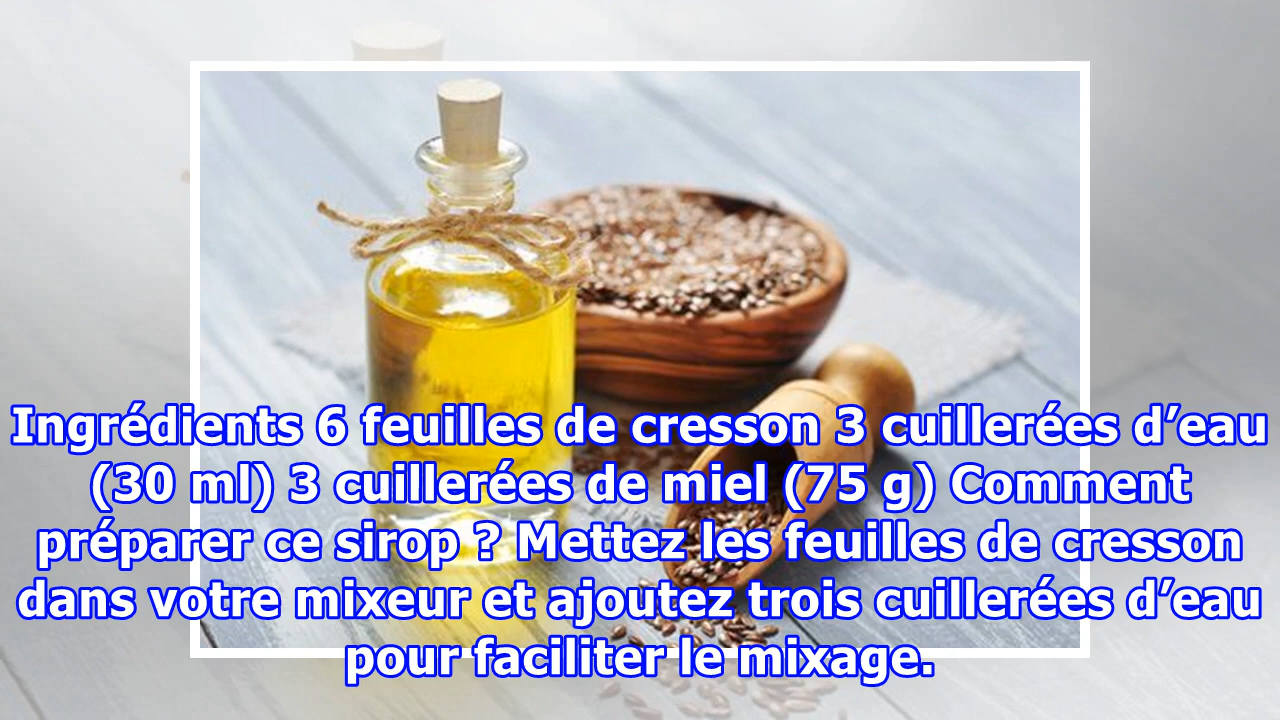 Ingrédients 6 feuilles de cresson 3 cuillerées d’eau
(30 ml) 3 cuillerées de miel (75 g) Comment
préparer ce sirop ? Mettez les feuilles de cresson
dans votre mixeur et ajoutez trois cuillerées d’eau
pour faciliter le mixage.